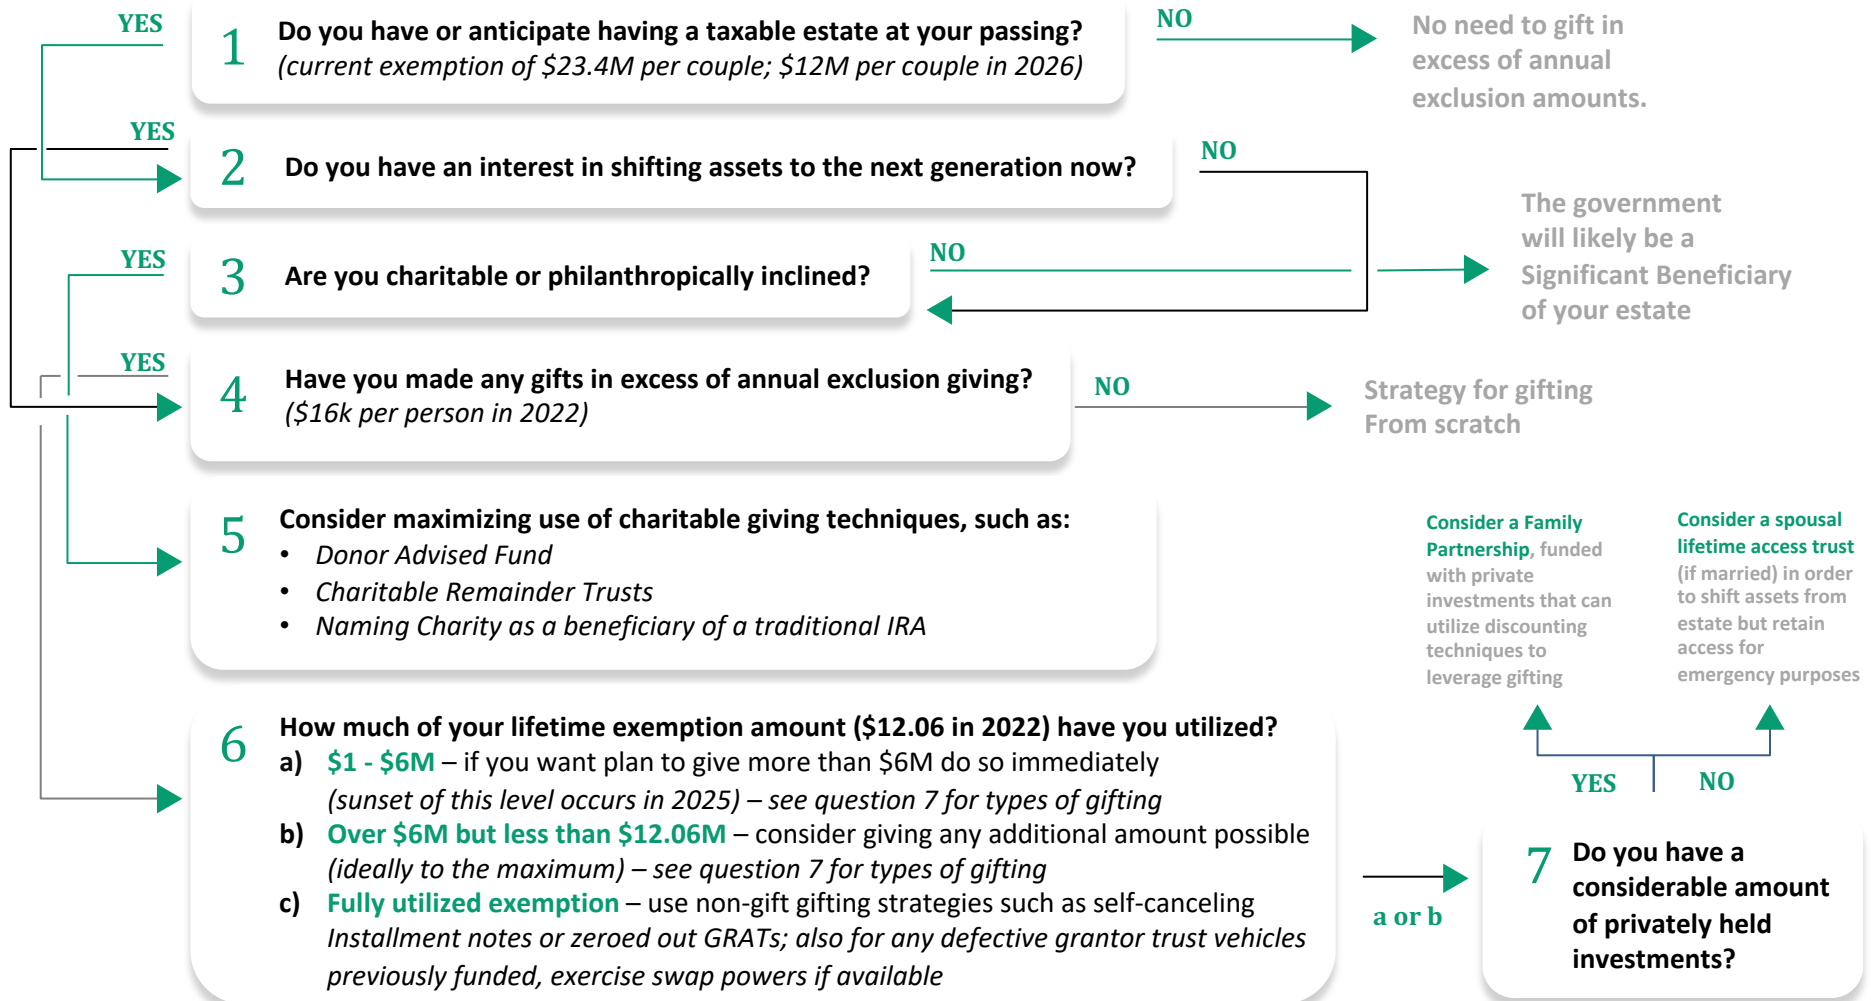 YES
1
Do you have or anticipate having a taxable estate at your passing?
(current exemption of $23.4M per couple; $12M per couple in 2026)
NO
No need to gift in
excess of annual
exclusion amounts.
YES
2
Do you have an interest in shifting assets to the next generation now?
NO
The government
will likely be a
Significant Beneficiary
of your estate
YES
3
Are you charitable or philanthropically inclined?
NO
YES
4
Have you made any gifts in excess of annual exclusion giving?
($16k per person in 2022)
NO
Strategy for gifting
From scratch
5
Consider maximizing use of charitable giving techniques, such as:
• Donor Advised Fund
• Charitable Remainder Trusts
• Naming Charity as a beneficiary of a traditional IRA
6
How much of your lifetime exemption amount ($12.06 in 2022) have you utilized?
a) $1 - $6M – if you want plan to give more than $6M do so immediately
(sunset of this level occurs in 2025) – see question 7 for types of gifting
b) Over $6M but less than $12.06M – consider giving any additional amount possible
(ideally to the maximum) – see question 7 for types of gifting
c) Fully utilized exemption – use non-gift gifting strategies such as self-canceling
Installment notes or zeroed out GRATs; also for any defective grantor trust vehicles
previously funded, exercise swap powers if available
a or b
7
Do you have a
considerable amount
of privately held
investments?
YES
NO
Consider a Family
Partnership, funded
with private
investments that can
utilize discounting
techniques to
leverage gifting
Consider a spousal
lifetime access trust
(if married) in order
to shift assets from
estate but retain
access for
emergency purposes